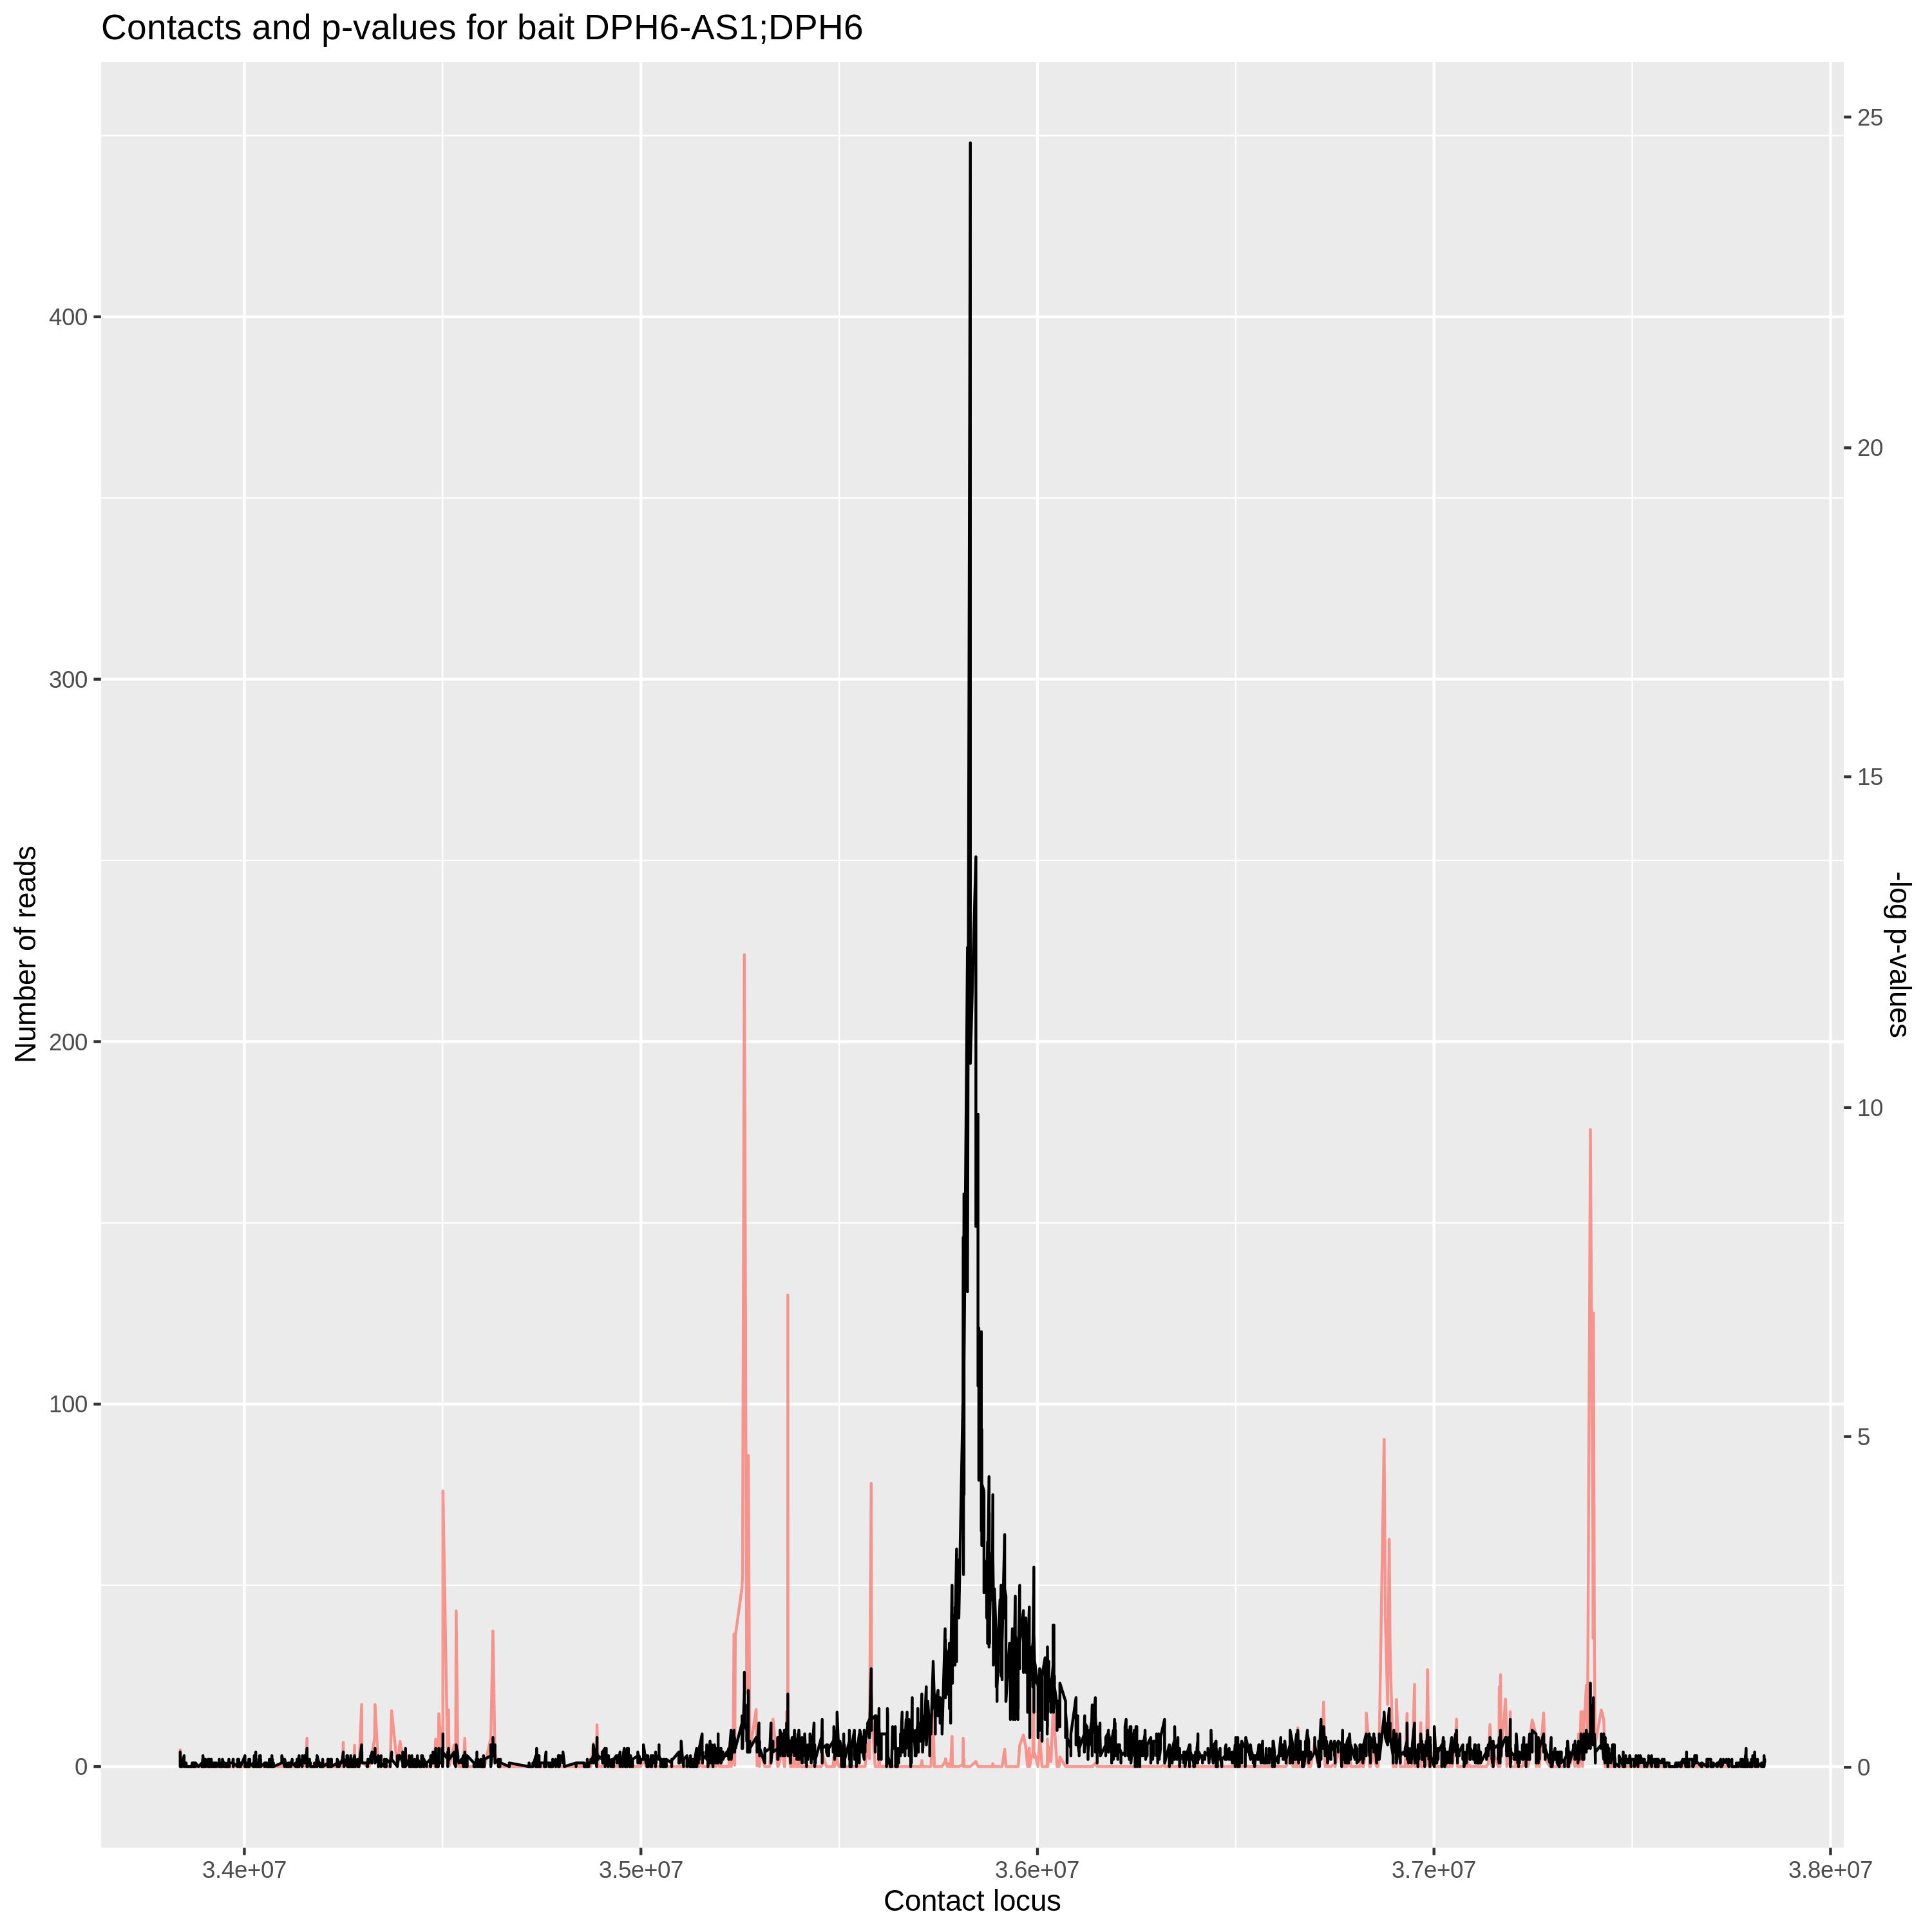 Contacts and p-values for bait DPH6-AS1;DPH6
Number of reads
400
300
200
100
0
25
20
15
10
5
0
-log p-values
3.4e+07
3.5e+07
3.6e+07
3.7e+07
3.8e+07
Contact locus